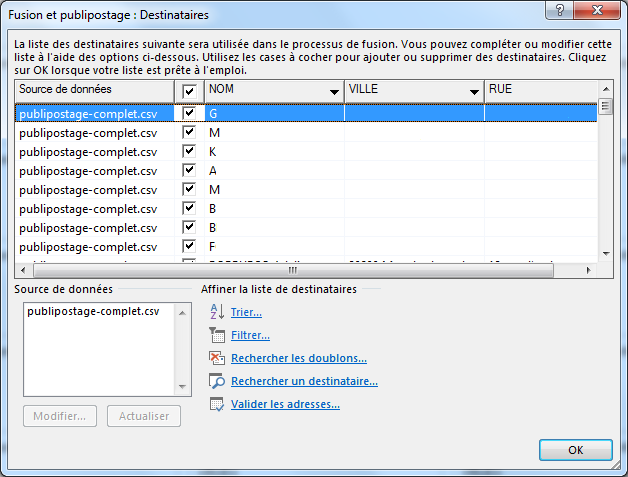 Fusion et publipostage : Destinataires
La liste des destinataires suivante sera utilisée dans le processus de fusion. Vous pouvez compléter ou modifier cette
liste à l'aide des options ci-dessous. Utilisez les cases à cocher pour ajouter ou supprimer des destinataires. Cliquez
sur OK lorsque votre liste est prête à l'emploi.
Source de données NOM VILLE RUE
publipostage-complet.csv G
publipostage-complet.csv M
publipostage-complet.csv K
publipostage-complet.csv A
publipostage-complet.csv M
publipostage-complet.csv B
publipostage-complet.csv B
publipostage-complet.csv F
Source de données Affiner la liste de destinataires
publipostage-complet.csv
Trier...
Filtrer...
Rechercher les doublons...
Rechercher un destinataire...
Valider les adresses...
Modifier... Actualiser
OK